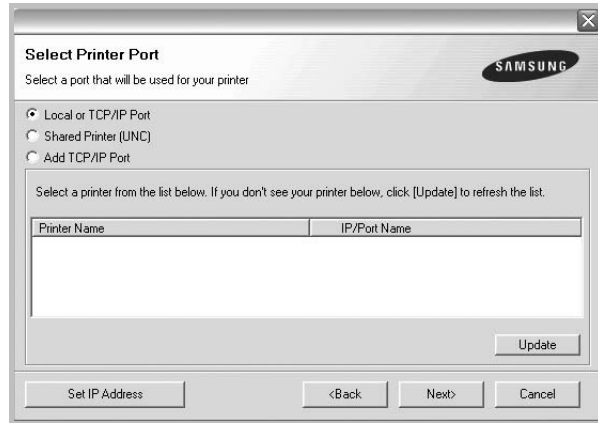 Select Printer Port
Select a port that will be used for your printer
SAMSUNG
Local or TCP/IP Port
Shared Printer (UNC)
Add TCP/IP Port
Select a printer from the list below. If you don't see your printer below, click [Update] to refresh the list.
Printer Name IP/Port Name
Update
Set IP Address <Back Next> Cancel